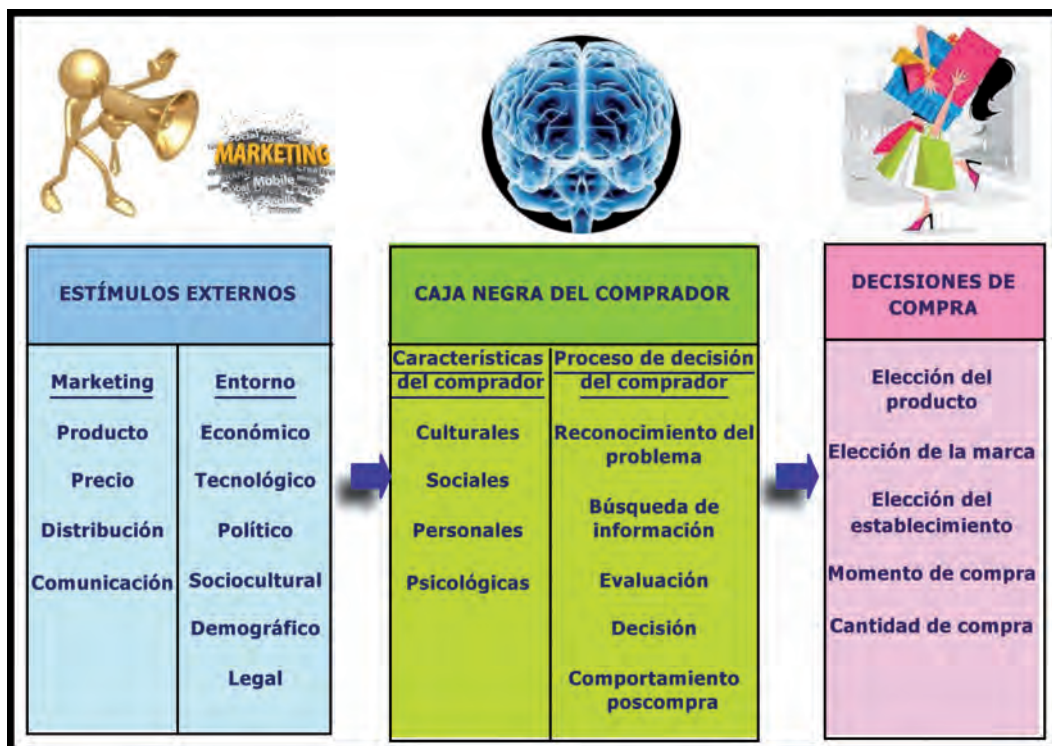 MARKETING
Mobile
ESTÍMULOS EXTERNOS
Marketing
Producto
Precio
Distribución
Comunicación
Entorno
Económico
Tecnológico
Político
Sociocultural
Demográfico
Legal
CAJA NEGRA DEL COMPRADOR
Características
del comprador
Culturales
Sociales
Personales
Psicológicas
Proceso de decisión
del comprador
Reconocimiento del
problema
Búsqueda de
información
Evaluación
Decisión
Comportamiento
poscompra
DECISIONES DE
COMPRA
Elección del
producto
Elección de la marca
Elección del
establecimiento
Momento de compra
Cantidad de compra